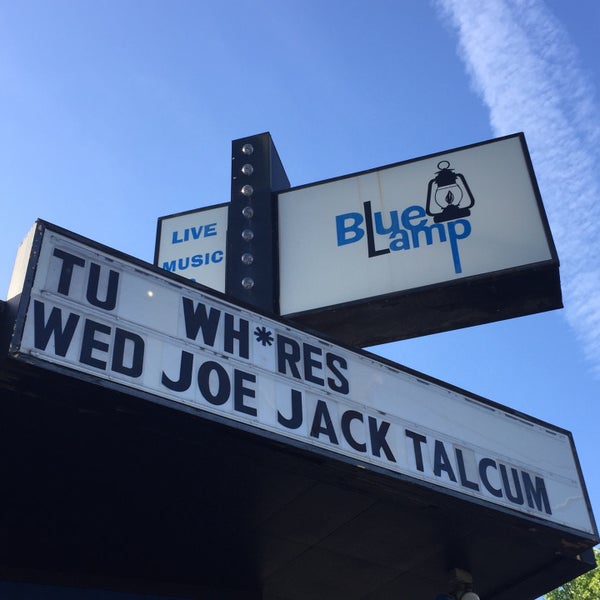 LIVE
MUSIC
Blue
Lamp
TU WH*RES
WED JOE JACK TALCUM